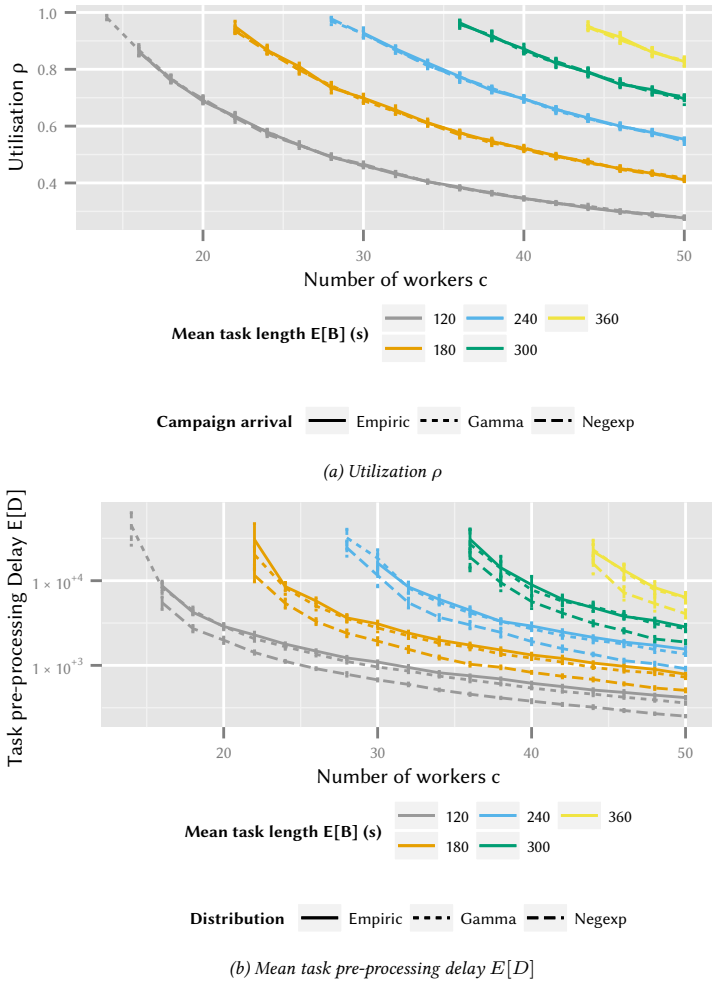 1.0
0.8
0.6
0.4
Utilisation ρ
20 30 40 50
Number of workers c
Mean task length E[B] (s)
120 240 360
180 300
Campaign arrival Empiric Gamma Negexp
(a) Utilization ρ
Task pre-processing Delay E[D]
1 × 10+4
1 × 10+3
20 30 40 50
Number of workers c
Mean task length E[B] (s)
120 240 360
180 300
Distribution Empiric Gamma Negexp
(b) Mean task pre-processing delay E[D]